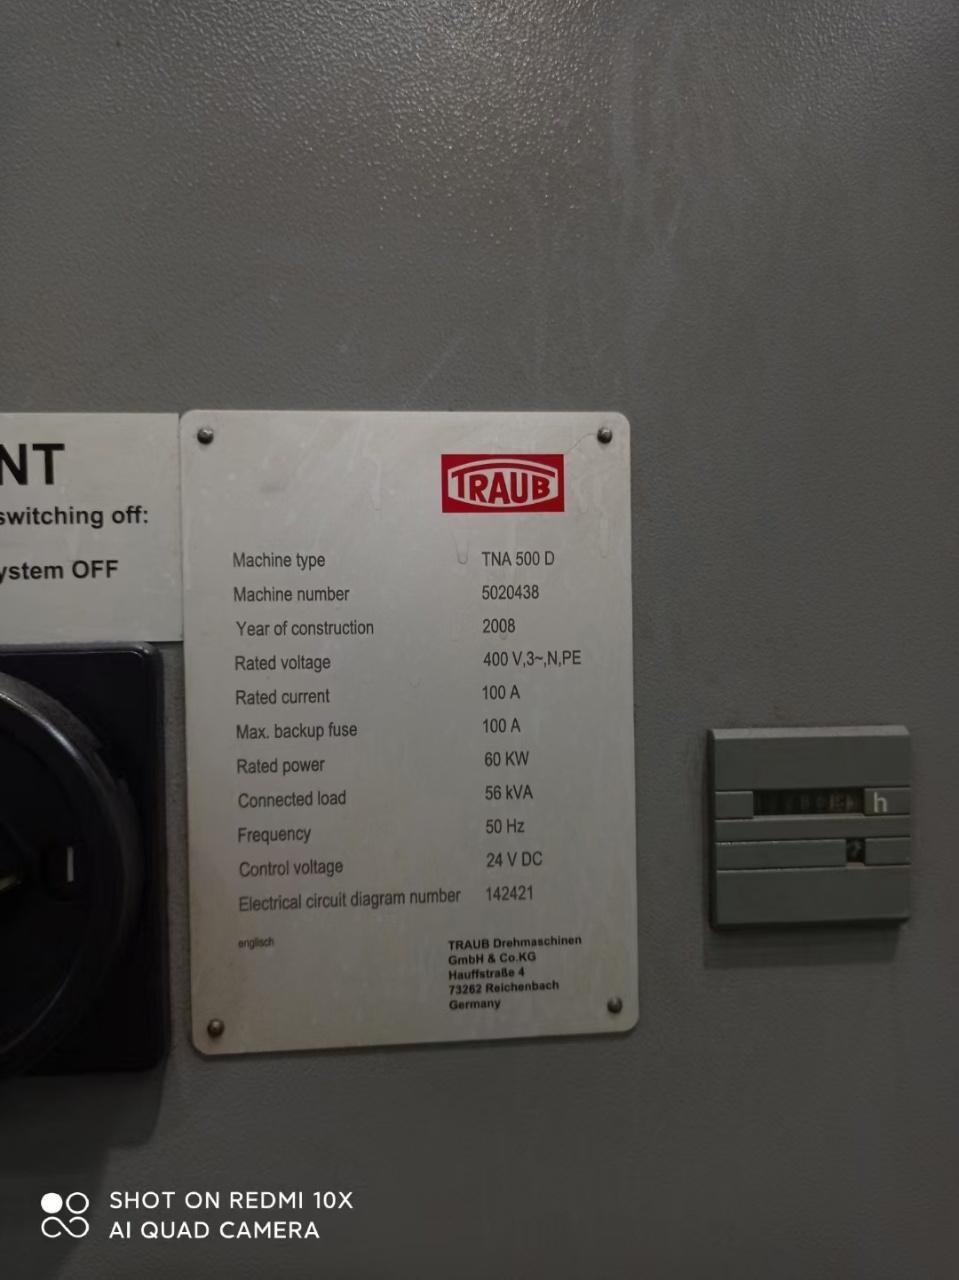 NT
switching off:
ystem OFF
TRAUB
Machine type TNA 500 D
Machine number 5020438
Year of construction 2008
Rated voltage 400 V,3~,N,PE
Rated current 100 A
Max. backup fuse 100 A
Rated power 60 KW
Connected load 56 kVA
Frequency 50 Hz
Control voltage 24 V DC
Electrical circuit diagram number 142421
englisch
TRAUB Drehmaschinen
GmbH & Co.KG
Hauffstraße 4
73262 Reichenbach
Germany
h
I
SHOT ON REDMI 10X
AI QUAD CAMERA